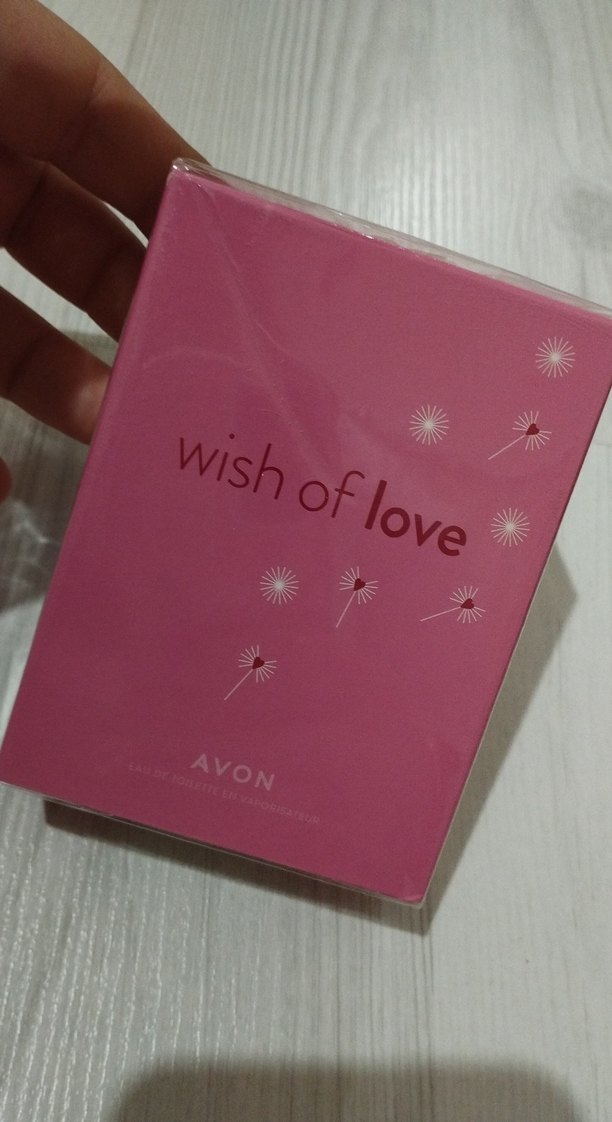 wish of love
AVON
EAU DE TOILETTE EN VAPORISATEUR